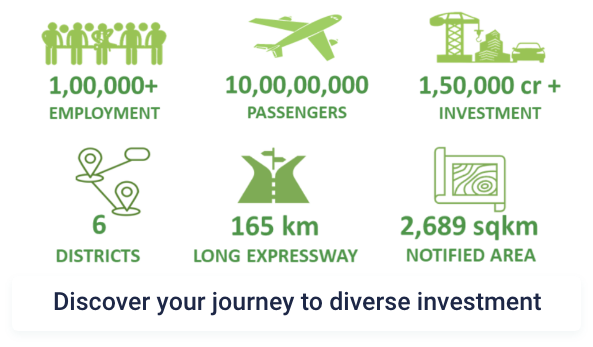 1,00,000+
EMPLOYMENT
10,00,00,000
PASSENGERS
1,50,000 cr +
INVESTMENT
6
DISTRICTS
165 km
LONG EXPRESSWAY
2,689 sqkm
NOTIFIED AREA
Discover your journey to diverse investment